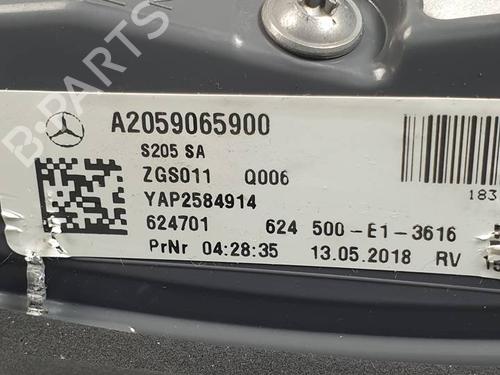 B-PARTS
A2059065900
S205 SA
ZGS011 Q006
YAP2584914
624701 624 500-E1-3616
PrNr 04:28:35 13.05.2018 RV
183